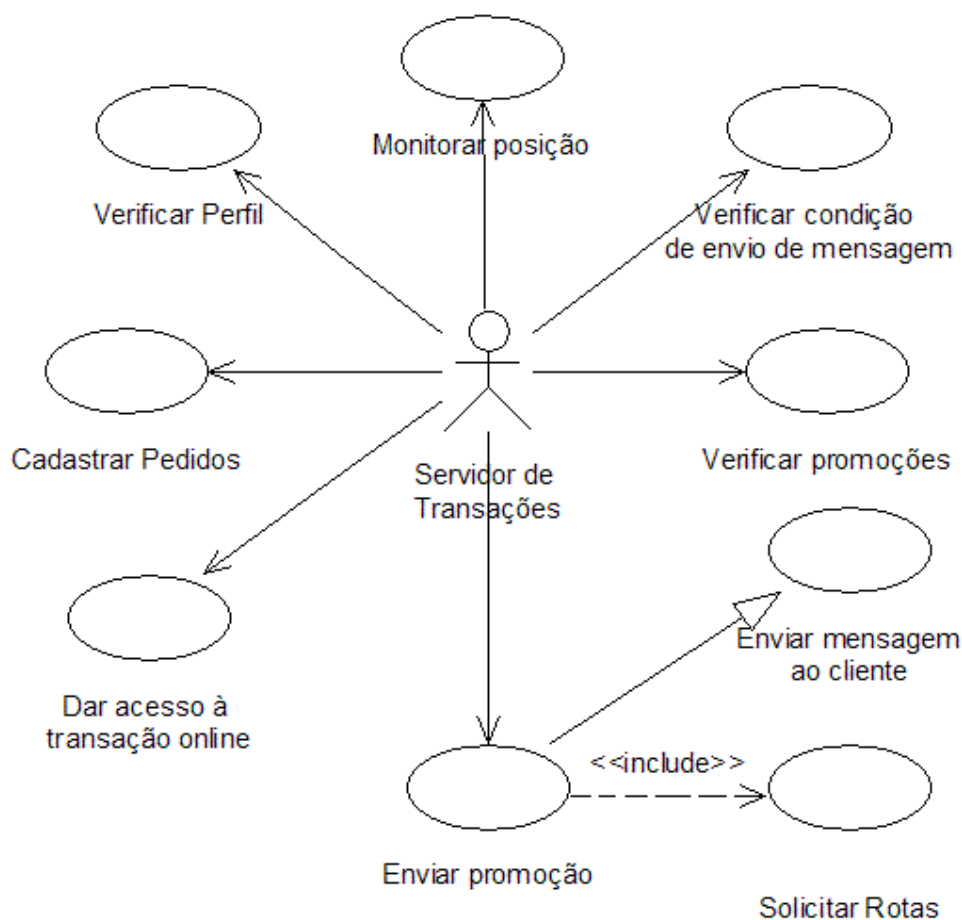 Monitorar posição
Verificar Perfil
Verificar condição
de envio de mensagem
Cadastrar Pedidos
Servidor de
Transações
Verificar promoções
Enviar mensagem
ao cliente
Dar acesso à
transação online
<<include>>
Enviar promoção
Solicitar Rotas